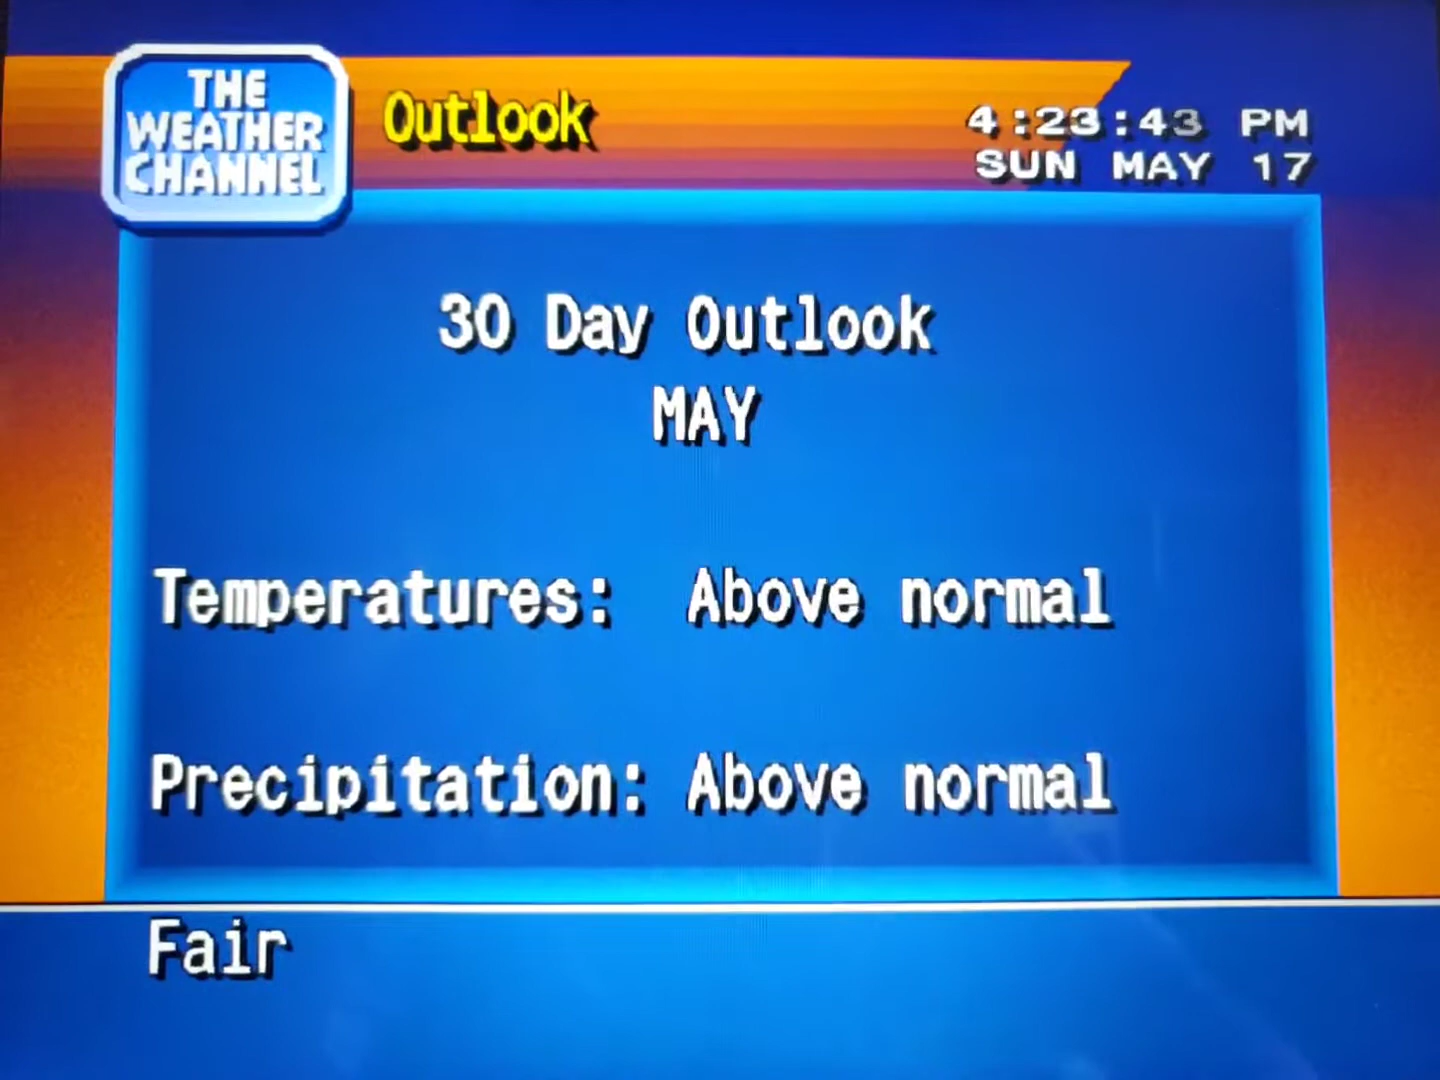 THE
WEATHER
CHANNEL
Outlook
4:23:43 PM
SUN MAY 17
30 Day Outlook
MAY
Temperatures: Above normal
Precipitation: Above normal
Fair